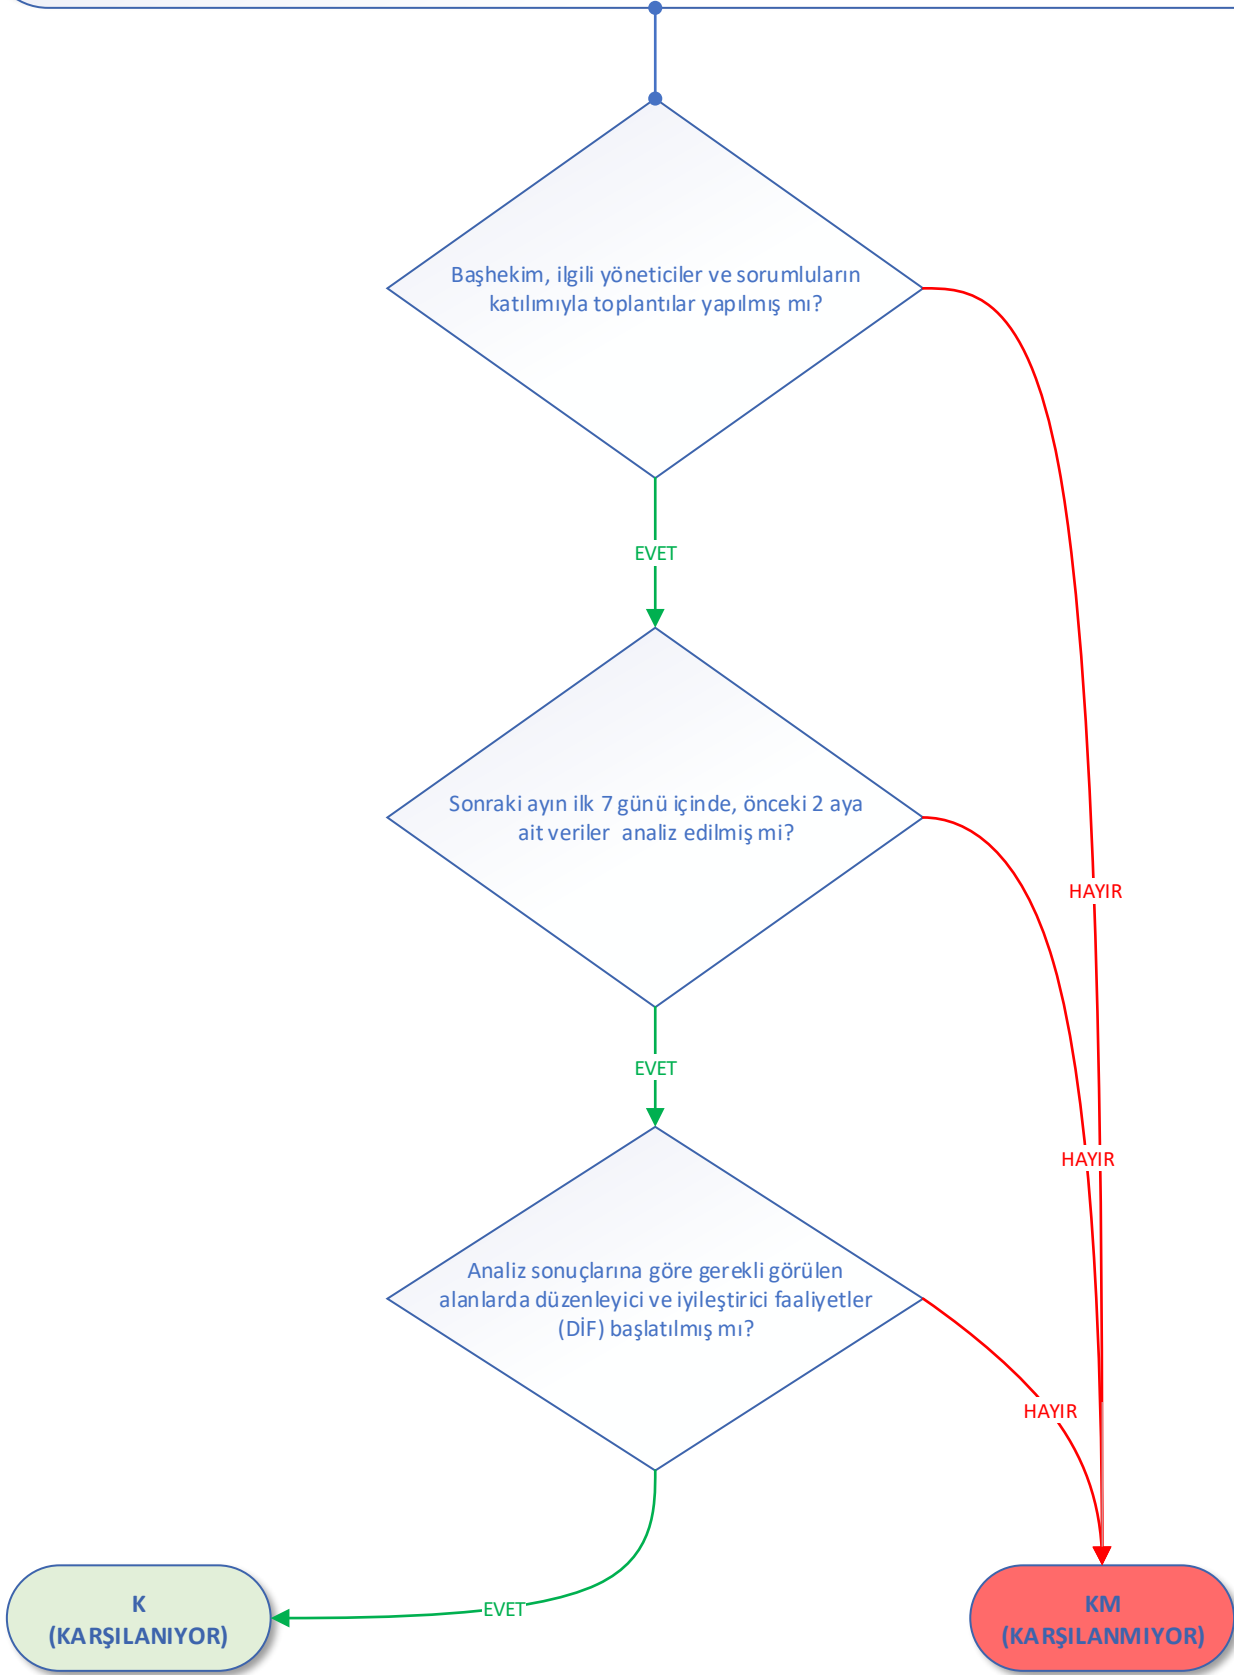 Başhekim, ilgili yöneticiler ve sorumluların
katılımıyla toplantılar yapılmış mı?
EVET
Sonraki ayın ilk 7 günü içinde, önceki 2 aya
ait veriler analiz edilmiş mi?
HAYIR
EVET
HAYIR
Analiz sonuçlarına göre gerekli görülen
alanlarda düzenleyici ve iyileştirici faaliyetler
(DİF) başlatılmış mı?
HAYIR
EVET
K
(KARŞILANIYOR)
KM
(KARŞILANMIYOR)